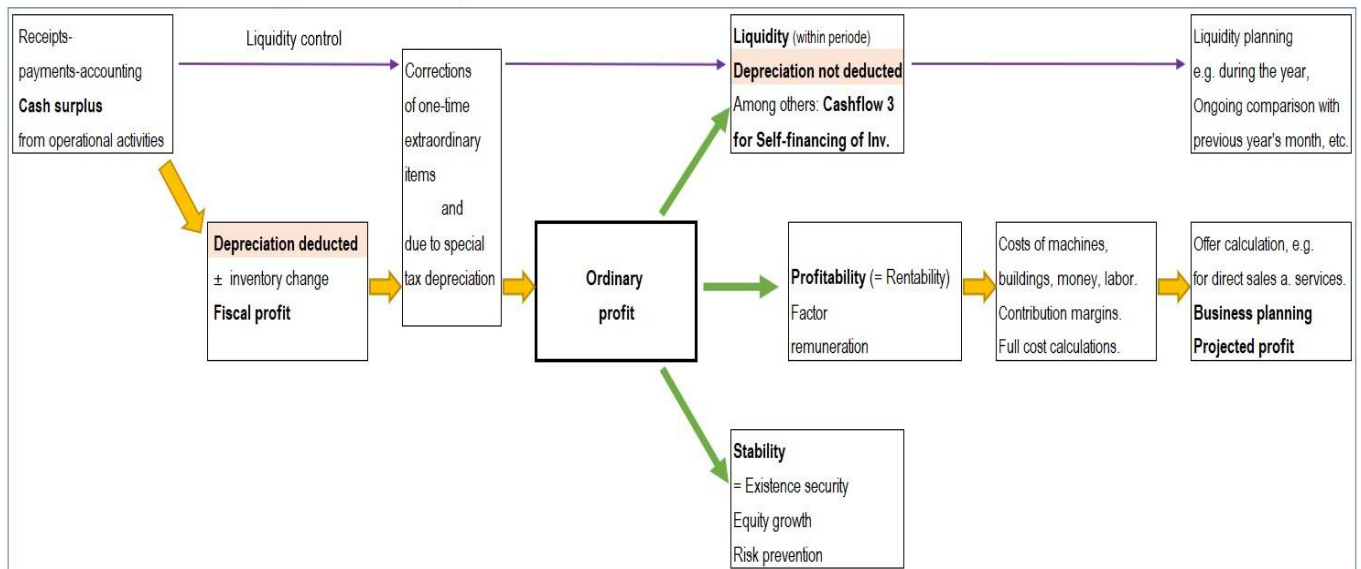 Receipts-
payments-accounting
Cash surplus
from operational activities
Liquidity control
Corrections
of one-time
extraordinary
items
and
due to special
tax depreciation
Liquidity (within periode)
Depreciation not deducted
Among others: Cashflow 3
for Self-financing of Inv.
Liquidity planning
e.g. during the year,
Ongoing comparison with
previous year's month, etc.
Depreciation deducted
± inventory change
Fiscal profit
Ordinary
profit
Profitability (= Rentability)
Factor
remuneration
Costs of machines,
buildings, money, labor.
Contribution margins.
Full cost calculations.
Offer calculation, e.g.
for direct sales a. services.
Business planning
Projected profit
Stability
= Existence security
Equity growth
Risk prevention